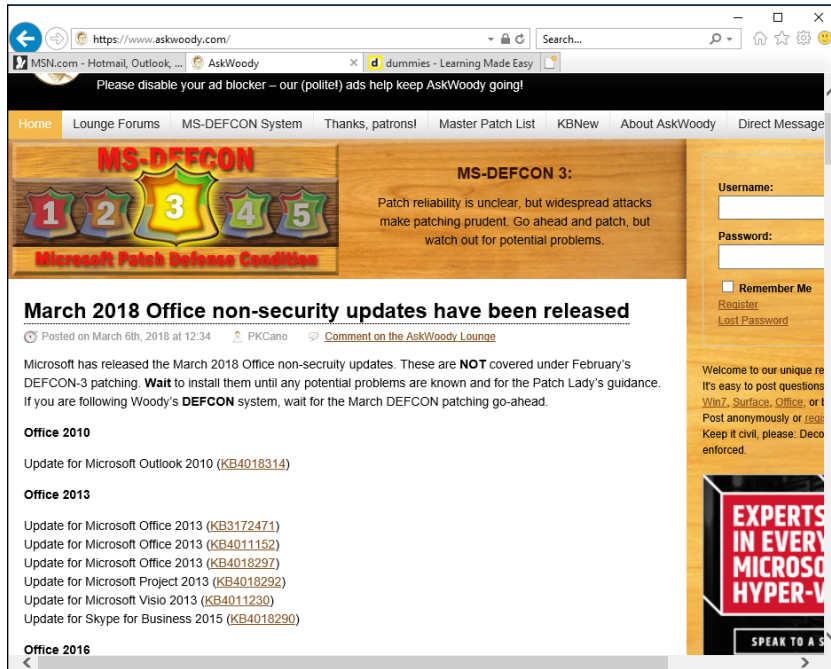 https://www.askwoody.com/
Search...
MSN.com - Hotmail, Outlook, ...
AskWoody
d dummies - Learning Made Easy
Please disable your ad blocker – our (polite!) ads help keep AskWoody going!
Home Lounge Forums MS-DEFCON System Thanks, patrons! Master Patch List KBNew About AskWoody Direct Message
MS-DEFCON
1 2 3 4 5
Microsoft Patch Defense Condition
MS-DEFCON 3:
Patch reliability is unclear, but widespread attacks
make patching prudent. Go ahead and patch, but
watch out for potential problems.
Username:
Password:
Remember Me
Register
Lost Password
March 2018 Office non-security updates have been released
Posted on March 6th, 2018 at 12:34 PKCano Comment on the AskWoody Lounge
Microsoft has released the March 2018 Office non-secruity updates. These are NOT covered under February's
DEFCON-3 patching. Wait to install them until any potential problems are known and for the Patch Lady's guidance.
If you are following Woody's DEFCON system, wait for the March DEFCON patching go-ahead.
Office 2010
Update for Microsoft Outlook 2010 (KB4018314)
Office 2013
Update for Microsoft Office 2013 (KB3172471)
Update for Microsoft Office 2013 (KB4011152)
Update for Microsoft Office 2013 (KB4018297)
Update for Microsoft Project 2013 (KB4018292)
Update for Microsoft Visio 2013 (KB4011230)
Update for Skype for Business 2015 (KB4018290)
Office 2016
Welcome to our unique re
It's easy to post questions
Win7, Surface, Office, or
Post anonymously or regi
Keep it civil, please: Deco
enforced.
EXPERTS
IN EVERY
MICROSO
HYPER-V
SPEAK TO A S